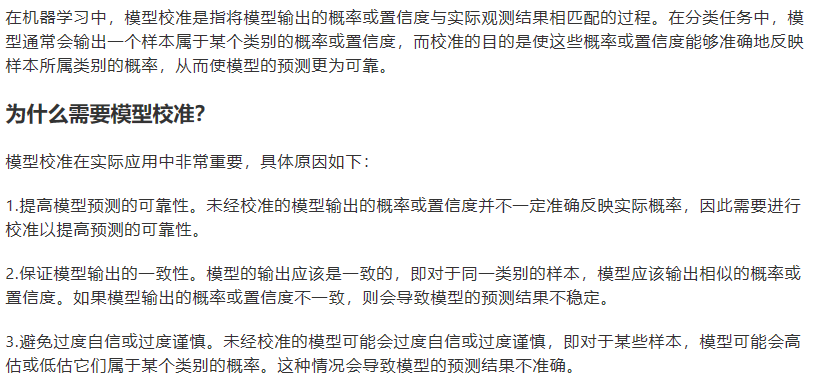 在机器学习中，模型校准是指将模型输出的概率或置信度与实际观测结果相匹配的过程。在分类任务中，模
型通常会输出一个样本属于某个类别的概率或置信度，而校准的目的是使这些概率或置信度能够准确地反映
样本所属类别的概率，从而使模型的预测更为可靠。
为什么需要模型校准？
模型校准在实际应用中非常重要，具体原因如下：
1.提高模型预测的可靠性。未经校准的模型输出的概率或置信度并不一定准确反映实际概率，因此需要进行
校准以提高预测的可靠性。
2.保证模型输出的一致性。模型的输出应该是一致的，即对于同一类别的样本，模型应该输出相似的概率或
置信度。如果模型输出的概率或置信度不一致，则会导致模型的预测结果不稳定。
3.避免过度自信或过度谨慎。未经校准的模型可能会过度自信或过度谨慎，即对于某些样本，模型可能会高
估或低估它们属于某个类别的概率。这种情况会导致模型的预测结果不准确。